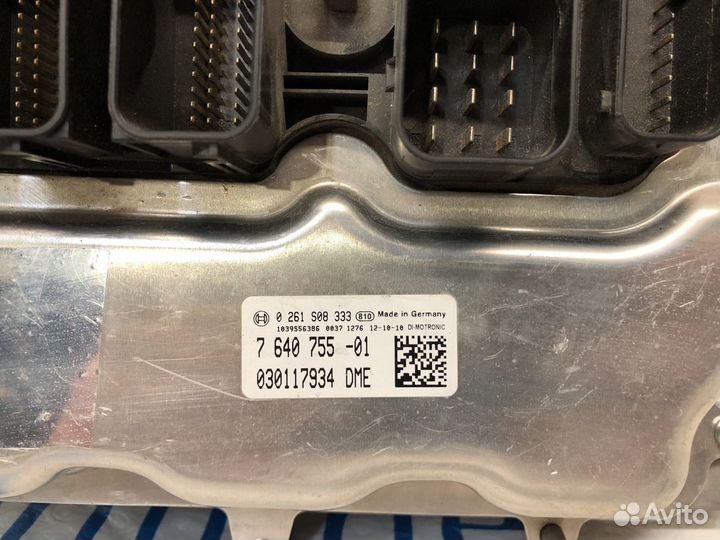 0 261 S08 333 810 Made in Germany
1039S56386 0037 1276 12-10-10 DI-MOTRONIC
7 640 755 -01
030117934 DME
Avito